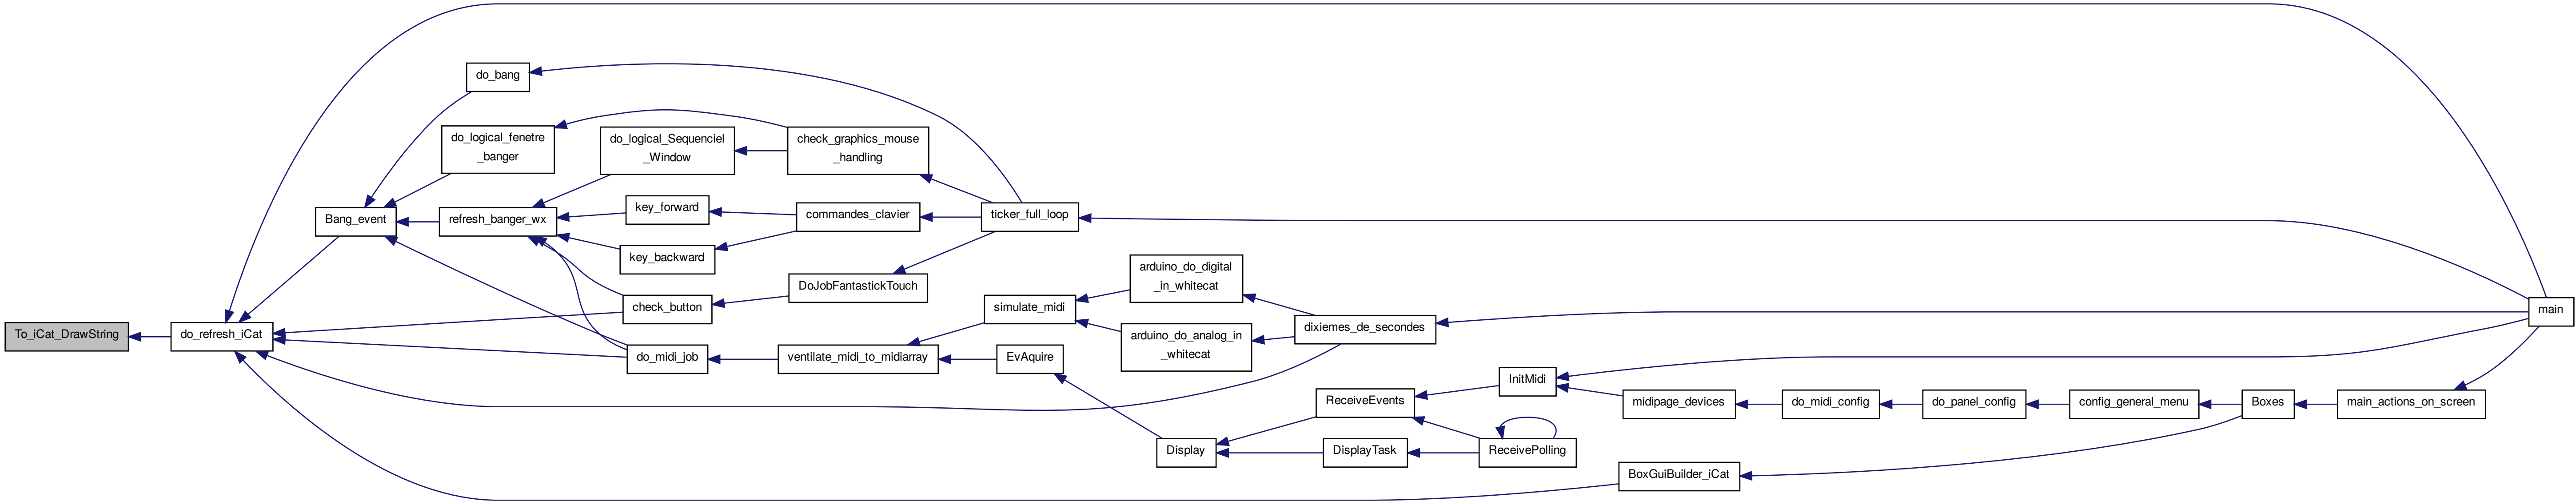 do_bang
do_logical_fenetre
_banger
do_logical_Sequenciel
_Window
check_graphics_mouse
_handling
Bang_event
refresh_banger_wx
key_forward
commandes_clavier
ticker_full_loop
key_backward
DoJobFantastickTouch
arduino_do_digital
_in_whitecat
check_button
simulate_midi
main
To_iCat_DrawString
do_refresh_iCat
dixiemes_de_secondes
arduino_do_analog_in
_whitecat
do_midi_job
ventilate_midi_to_midiarray
EvAquire
InitMidi
ReceiveEvents
midipage_devices
do_midi_config
do_panel_config
config_general_menu
Boxes
main_actions_on_screen
Display
DisplayTask
ReceivePolling
BoxGuiBuilder_iCat